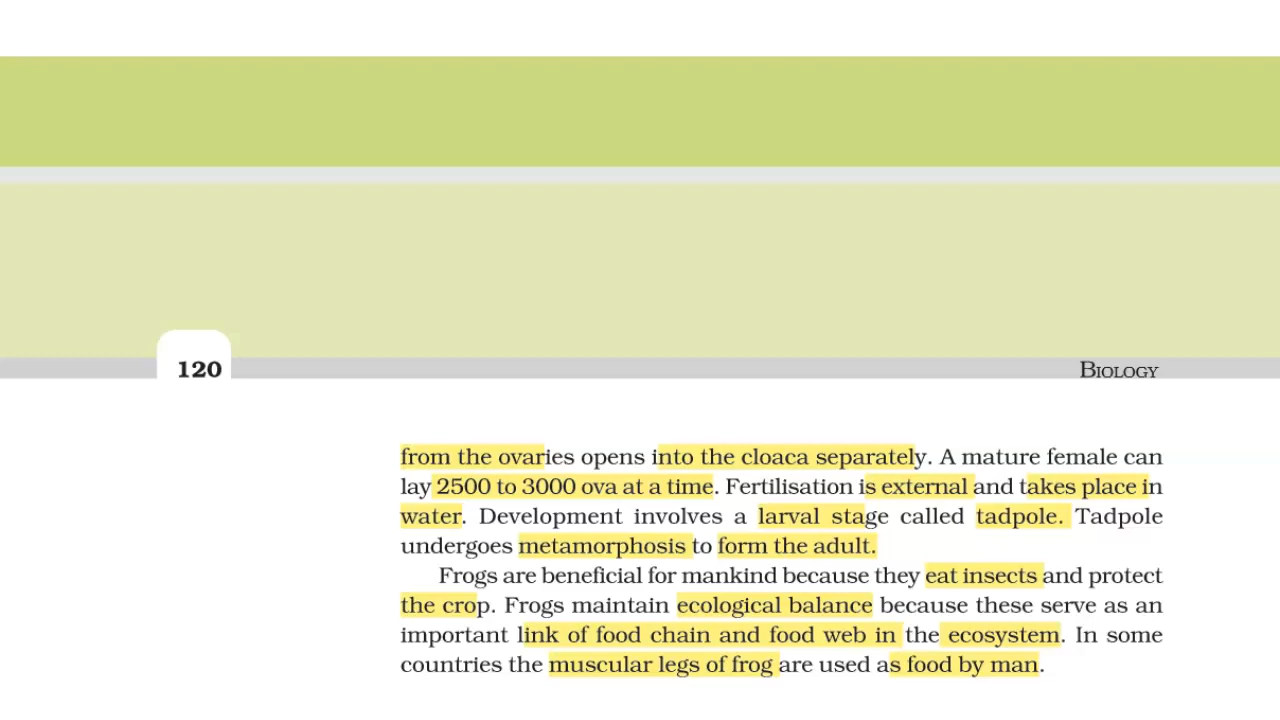 120
BIOLOGY
from the ovaries opens into the cloaca separately. A mature female can
lay 2500 to 3000 ova at a time. Fertilisation is external and takes place in
water. Development involves a larval stage called tadpole. Tadpole
undergoes metamorphosis to form the adult.
Frogs are beneficial for mankind because they eat insects and protect
the crop. Frogs maintain ecological balance because these serve as an
important link of food chain and food web in the ecosystem. In some
countries the muscular legs of frog are used as food by man.